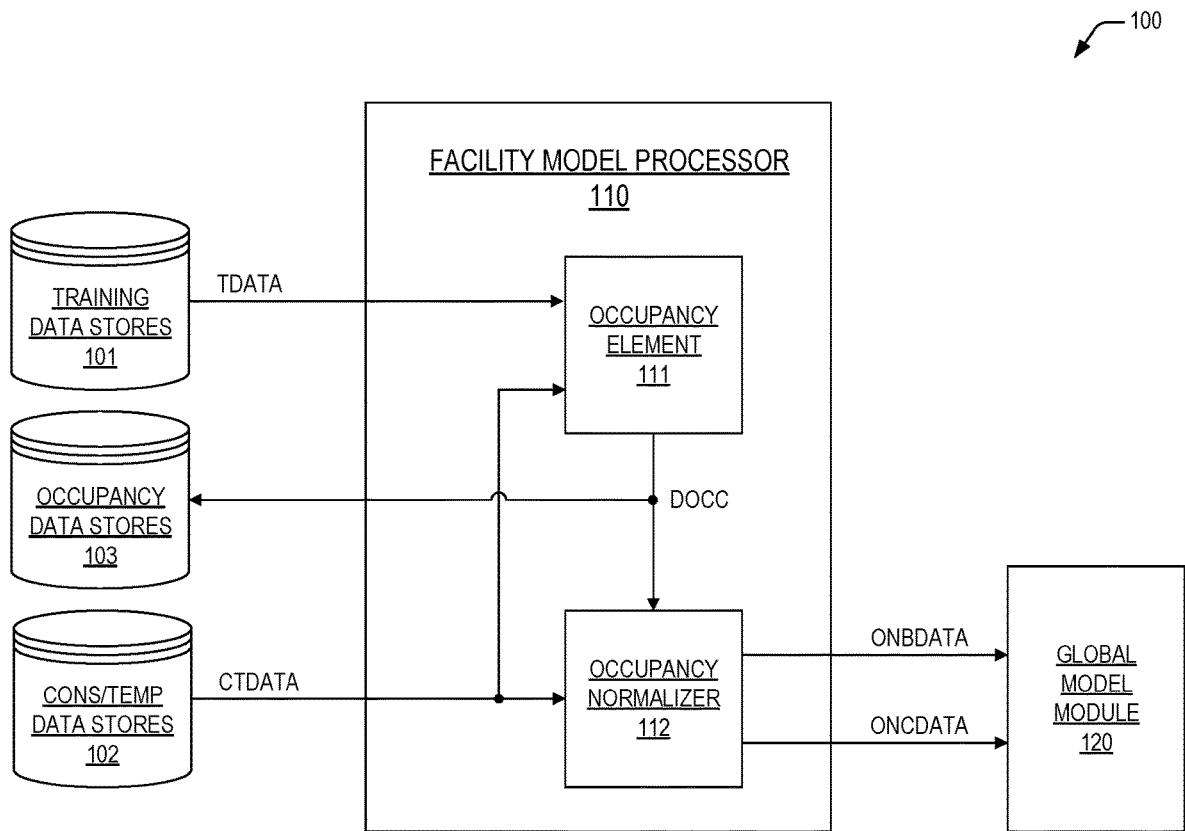 100
FACILITY MODEL PROCESSOR
110
TRAINING
DATA STORES
101
TDATA
OCCUPANCY
ELEMENT
111
OCCUPANCY
DATA STORES
103
DOCC
CONS/TEMP
DATA STORES
102
CTDATA
OCCUPANCY
NORMALIZER
112
ONBDATA
ONCDATA
GLOBAL
MODEL
MODULE
120